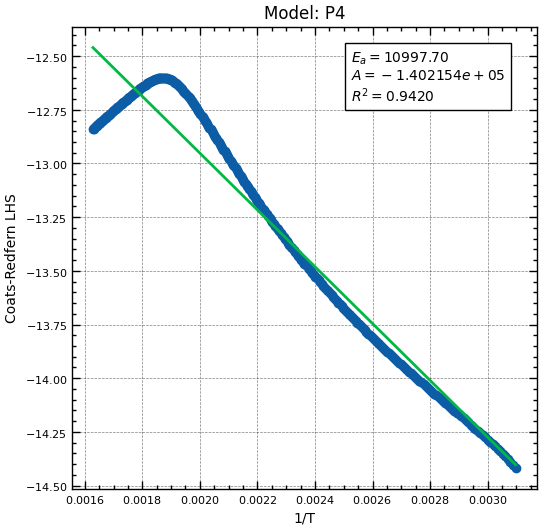 Model: P4
E_a = 10997.70
A = −1.402154e + 05
R² = 0.9420
Coats-Redfern LHS
−12.50
−12.75
−13.00
−13.25
−13.50
−13.75
−14.00
−14.25
−14.50
0.0016 0.0018 0.0020 0.0022 0.0024 0.0026 0.0028 0.0030
1/T